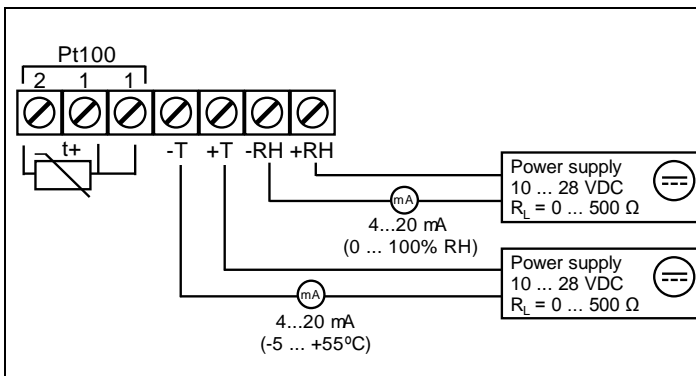 Pt100
2 1 1
t+ -T +T -RH +RH
Power supply
10 ... 28 VDC
RL = 0 ... 500 Ω
mA
4...20 mA
(0 ... 100% RH)
Power supply
10 ... 28 VDC
RL = 0 ... 500 Ω
mA
4...20 mA
(-5 ... +55ºC)